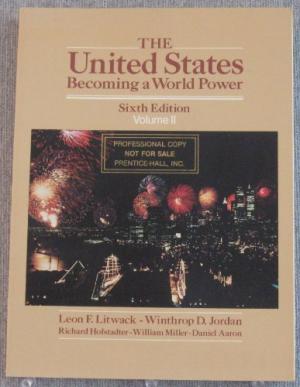 THE
United States
Becoming a World Power
Sixth Edition
Volume II
PROFESSIONAL COPY
NOT FOR SALE
PRENTICE-HALL, INC.
Leon F. Litwack - Winthrop D. Jordan
Richard Hofstadter - William Miller - Daniel Aaron